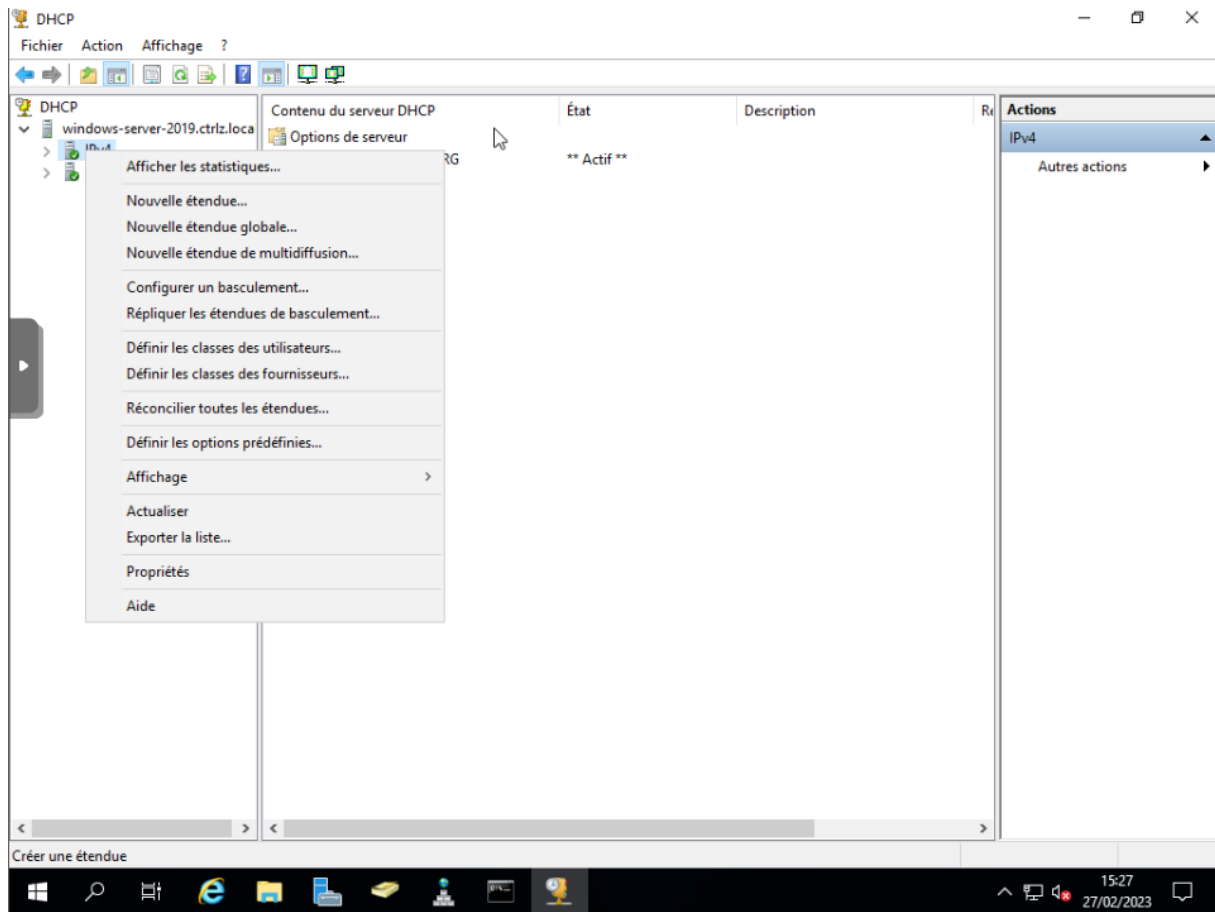 DHCP
Fichier Action Affichage ?
DHCP
windows-server-2019.ctrlz.loca
IPv4
Contenu du serveur DHCP État Description Re
Options de serveur
RG ** Actif **
Afficher les statistiques...
Nouvelle étendue...
Nouvelle étendue globale...
Nouvelle étendue de multidiffusion...
Configurer un basculement...
Répliquer les étendues de basculement...
Définir les classes des utilisateurs...
Définir les classes des fournisseurs...
Réconcilier toutes les étendues...
Définir les options prédéfinies...
Affichage
Actualiser
Exporter la liste...
Propriétés
Aide
Actions
IPv4
Autres actions
Créer une étendue
15:27
27/02/2023